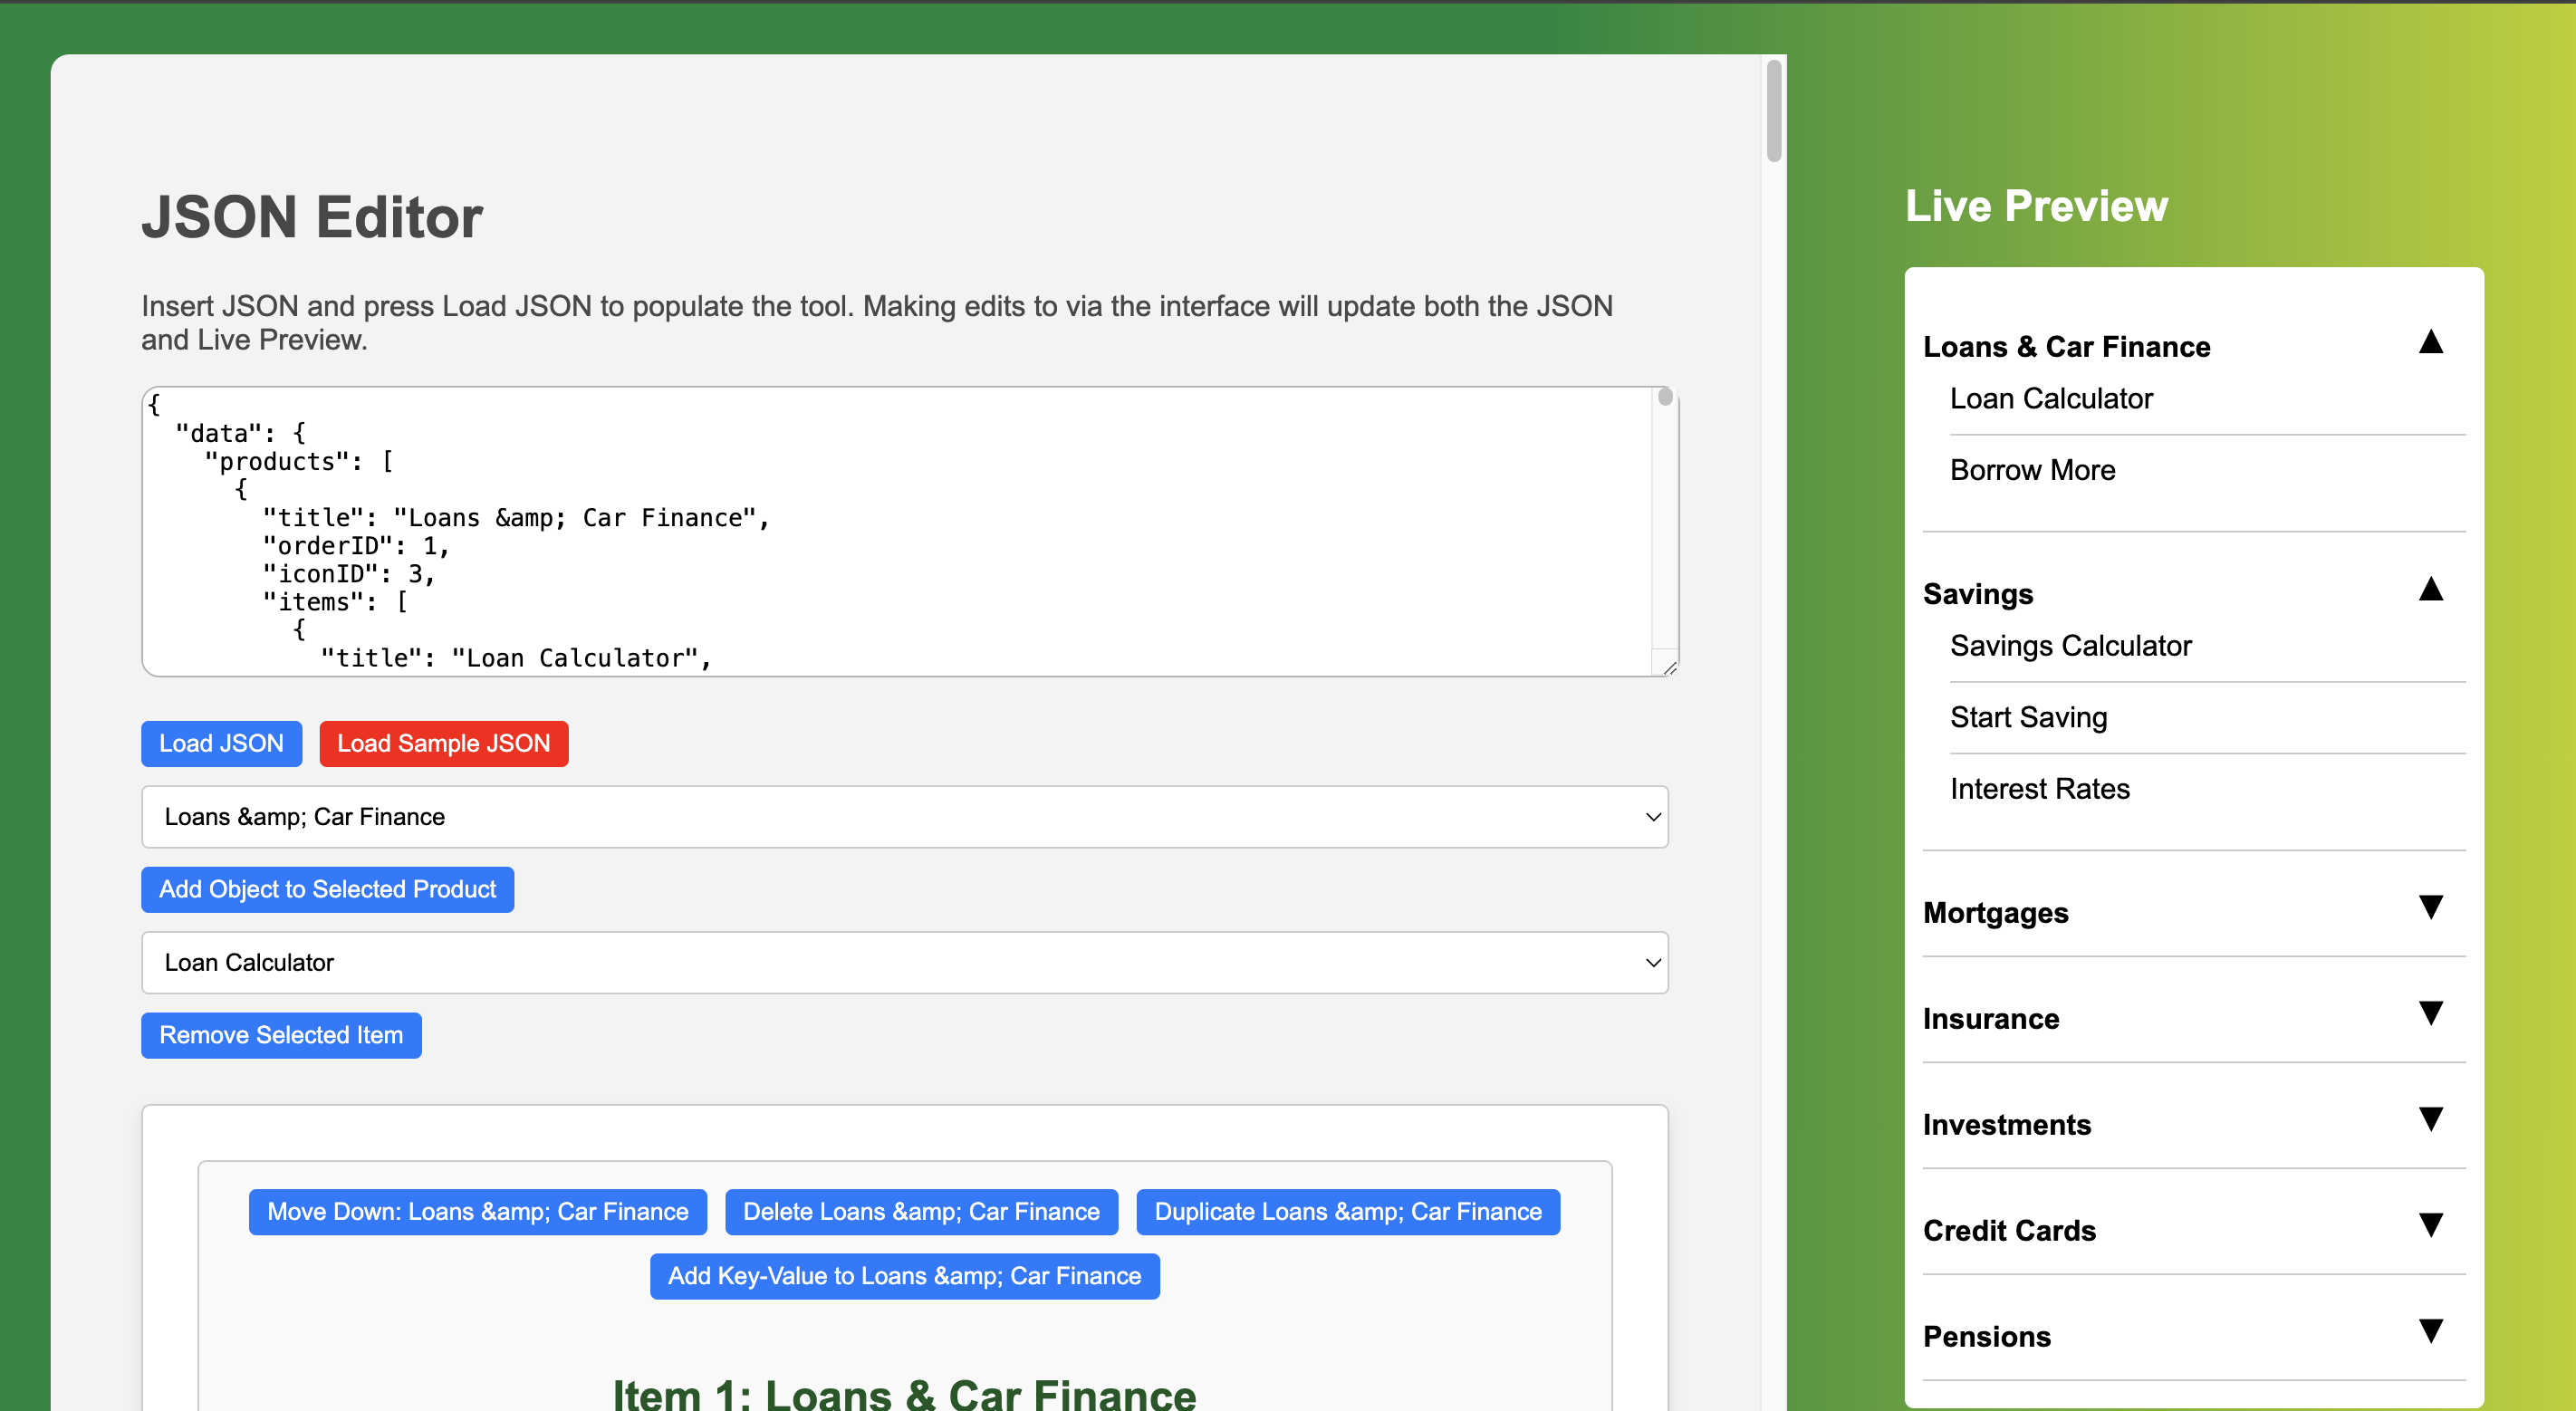 JSON Editor
Insert JSON and press Load JSON to populate the tool. Making edits to via the interface will update both the JSON
and Live Preview.
{
  "data": {
    "products": [
      {
        "title": "Loans &amp; Car Finance",
        "orderID": 1,
        "iconID": 3,
        "items": [
          {
            "title": "Loan Calculator",
Load JSON Load Sample JSON
Loans &amp; Car Finance
Add Object to Selected Product
Loan Calculator
Remove Selected Item
Move Down: Loans &amp; Car Finance Delete Loans &amp; Car Finance Duplicate Loans &amp; Car Finance
Add Key-Value to Loans &amp; Car Finance
Item 1: Loans & Car Finance
Live Preview
Loans & Car Finance ▲
Loan Calculator
Borrow More
Savings ▲
Savings Calculator
Start Saving
Interest Rates
Mortgages ▼
Insurance ▼
Investments ▼
Credit Cards ▼
Pensions ▼